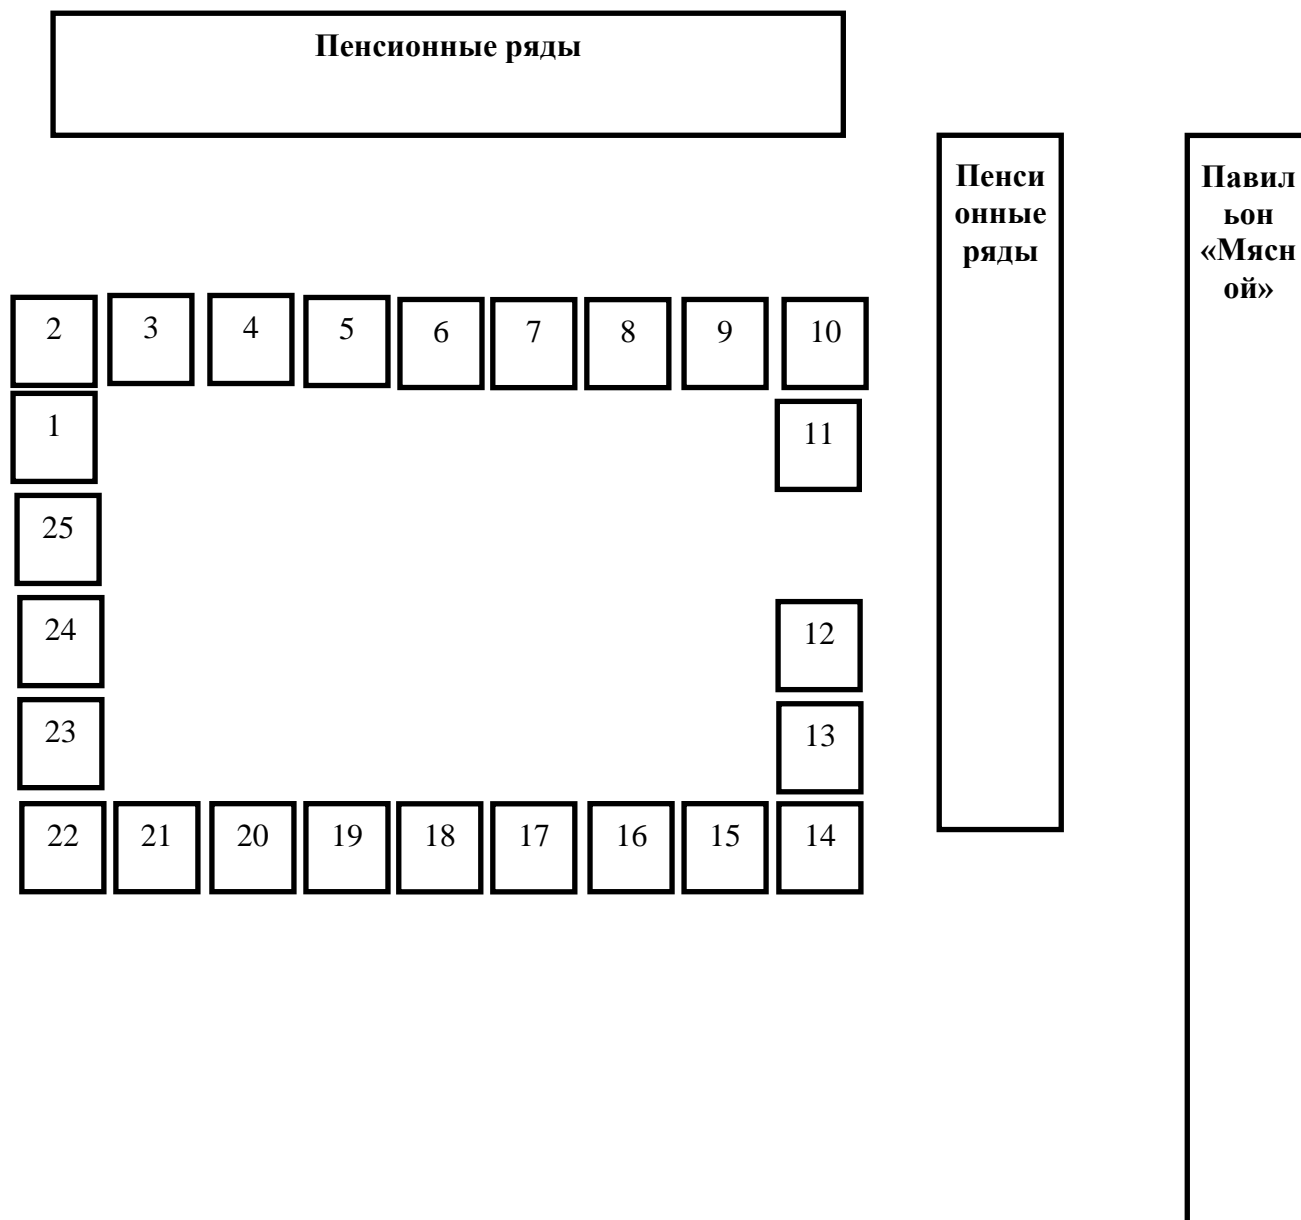 Пенсионные ряды
Пенси
онные
ряды
Павил
ьон
«Мясн
ой»
2 3 4 5 6 7 8 9 10
1 11
25
24 12
23 13
22 21 20 19 18 17 16 15 14